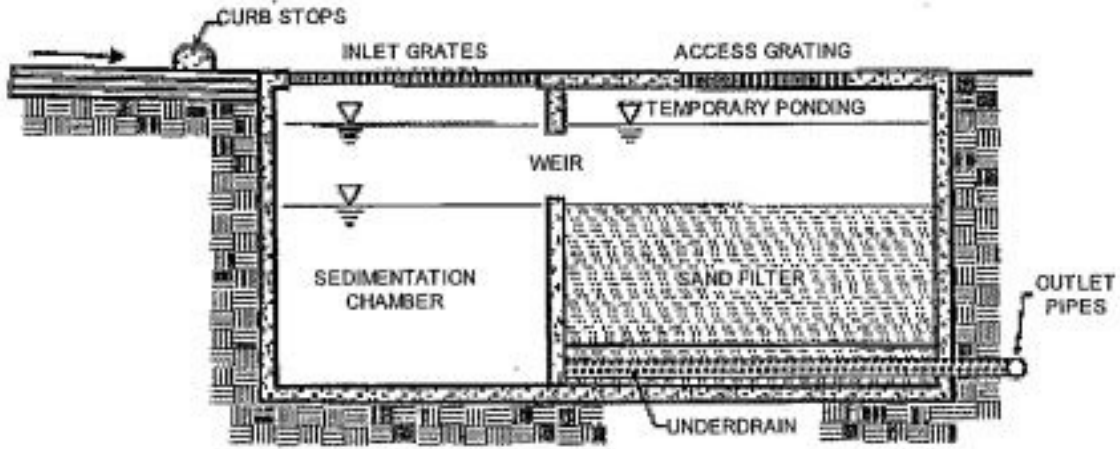 CURB STOPS
INLET GRATES
ACCESS GRATING
TEMPORARY PONDING
WEIR
SEDIMENTATION
CHAMBER
SAND FILTER
OUTLET
PIPES
UNDERDRAIN